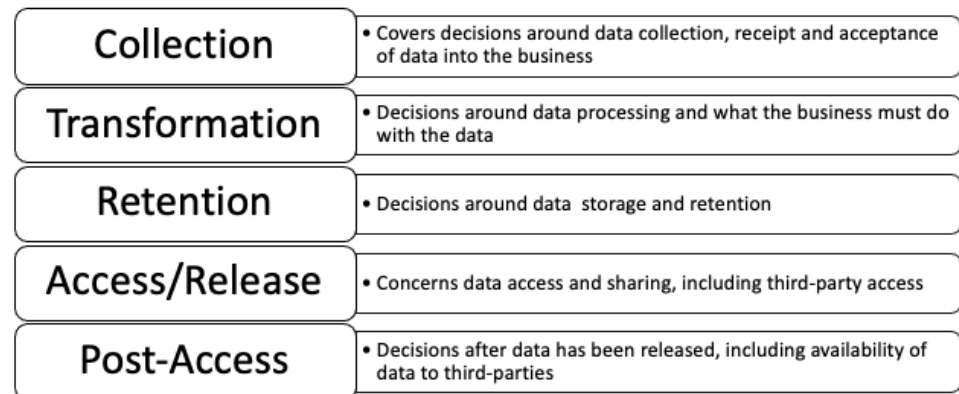 Collection
• Covers decisions around data collection, receipt and acceptance
of data into the business
Transformation
• Decisions around data processing and what the business must do
with the data
Retention
• Decisions around data storage and retention
Access/Release
• Concerns data access and sharing, including third-party access
Post-Access
• Decisions after data has been released, including availability of
data to third-parties